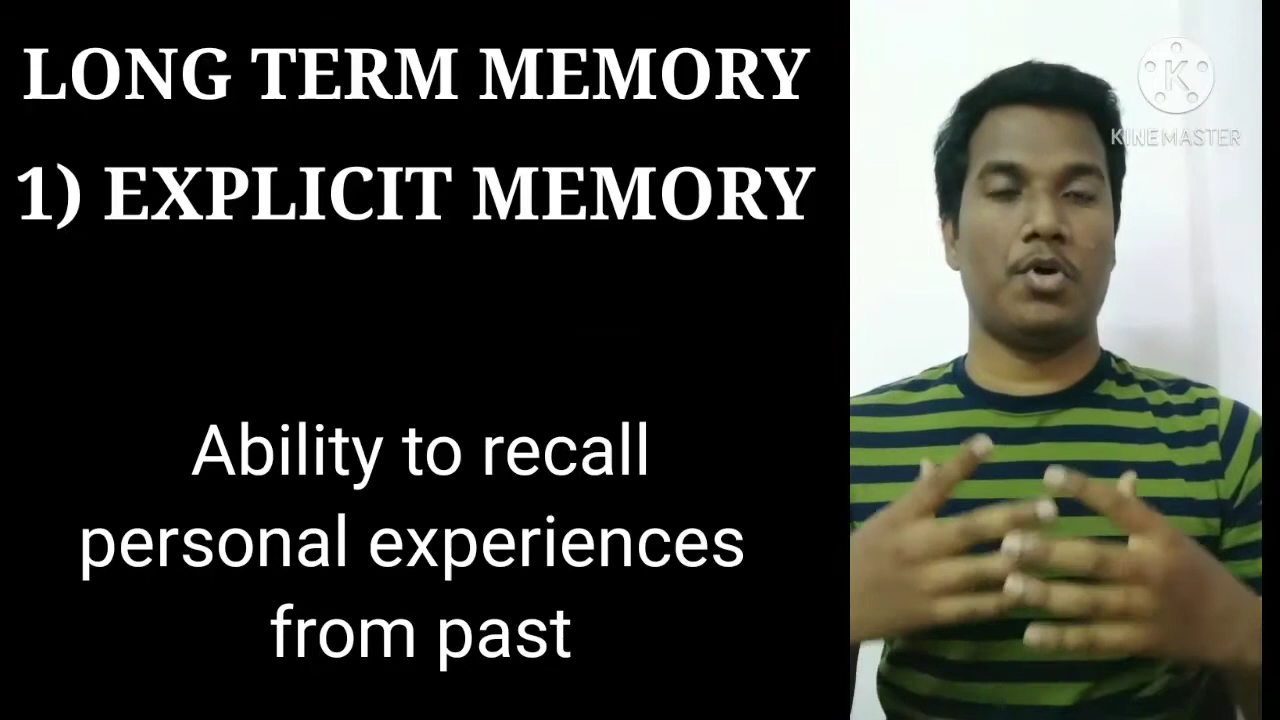 LONG TERM MEMORY
1) EXPLICIT MEMORY
Ability to recall
personal experiences
from past
K
KINEMASTER